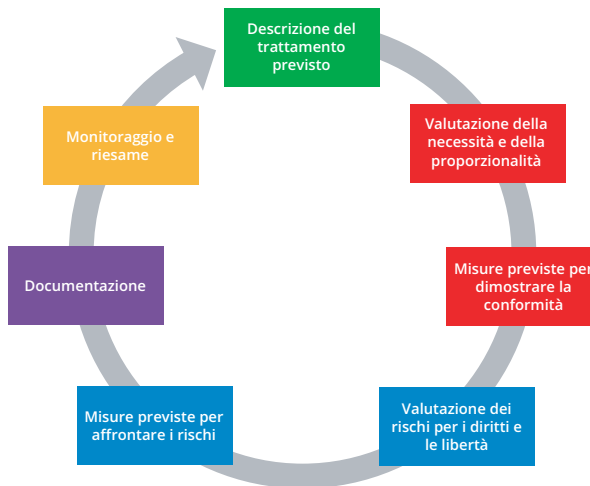 Descrizione del
trattamento
previsto
Valutazione della
necessità e della
proporzionalità
Misure previste per
dimostrare la
conformità
Valutazione dei
rischi per i diritti e
le libertà
Misure previste per
affrontare i rischi
Documentazione
Monitoraggio e
riesame